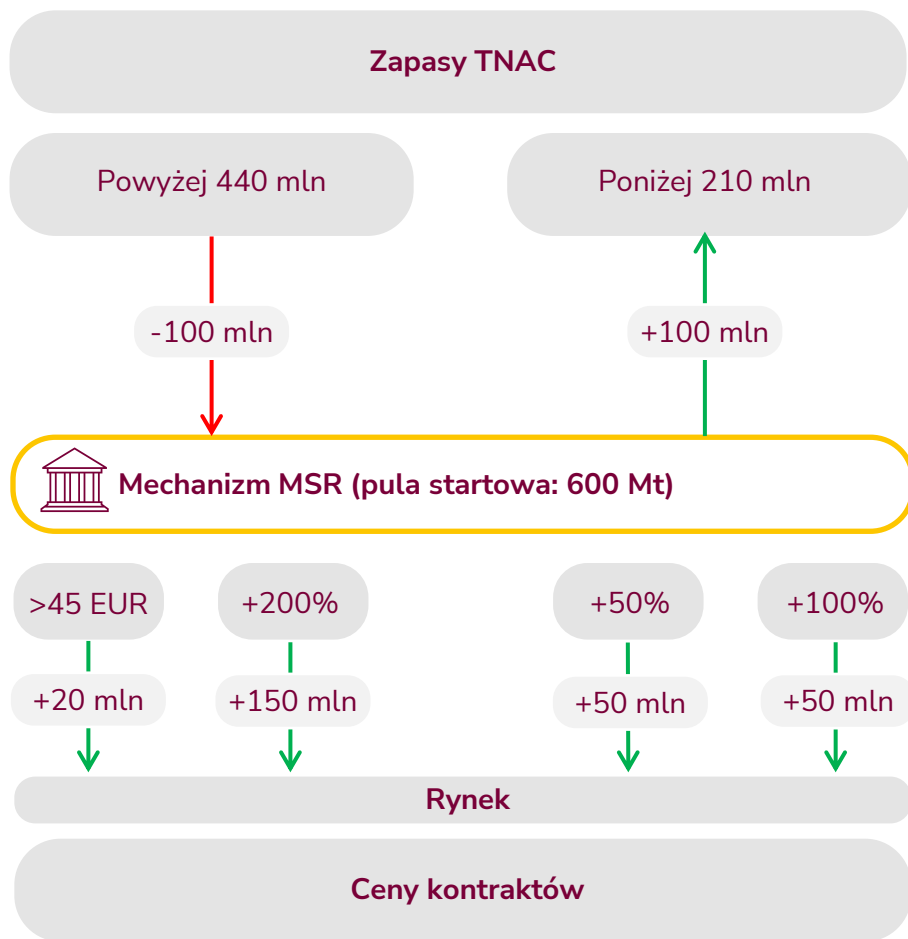 Zapasy TNAC
Powyżej 440 mln
Poniżej 210 mln
-100 mln
+100 mln
Mechanizm MSR (pula startowa: 600 Mt)
>45 EUR
+200%
+50%
+100%
+20 mln
+150 mln
+50 mln
+50 mln
Rynek
Ceny kontraktów